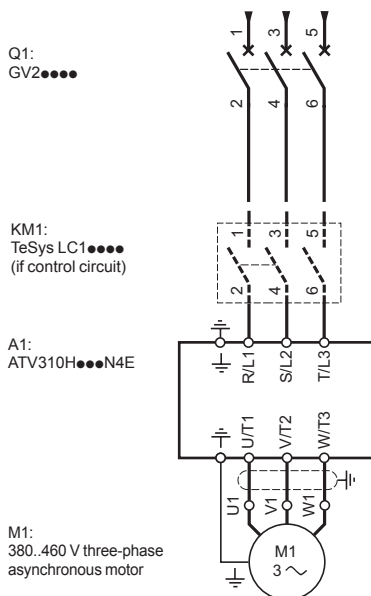 1 3 5
Q1:
GV2●●●●
2 4 6
KM1:
TeSys LC1●●●●
(if control circuit)
1 3 5
2 4 6
A1:
ATV310H●●●N4E
R/L1 S/L2 T/L3
U/T1 V/T2 W/T3
U1 V1 W1
M1:
380..460 V three-phase
asynchronous motor
M1
3 ~